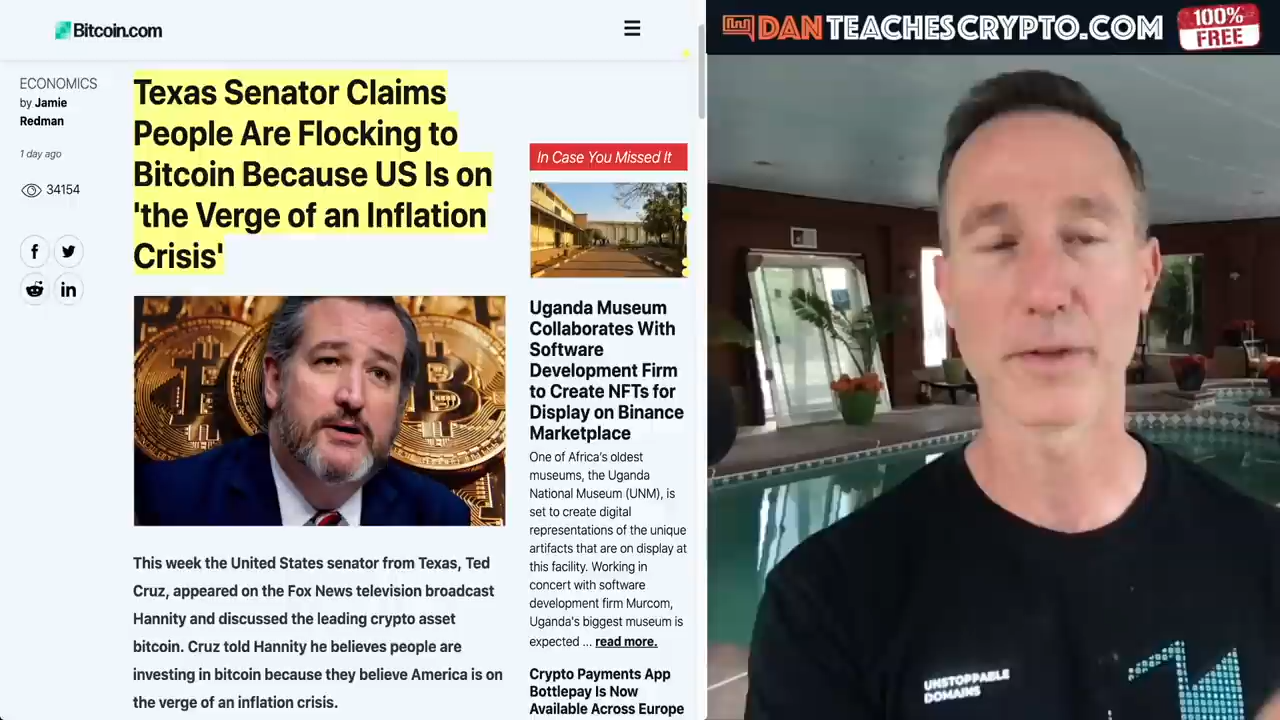 Bitcoin.com
ECONOMICS
by Jamie
Redman
1 day ago
34154
Texas Senator Claims
People Are Flocking to
Bitcoin Because US Is on
'the Verge of an Inflation
Crisis'
This week the United States senator from Texas, Ted
Cruz, appeared on the Fox News television broadcast
Hannity and discussed the leading crypto asset
bitcoin. Cruz told Hannity he believes people are
investing in bitcoin because they believe America is on
the verge of an inflation crisis.
In Case You Missed It
Uganda Museum
Collaborates With
Software
Development Firm
to Create NFTs for
Display on Binance
Marketplace
One of Africa's oldest
museums, the Uganda
National Museum (UNM), is
set to create digital
representations of the unique
artifacts that are on display at
this facility. Working in
concert with software
development firm Murcom,
Uganda's biggest museum is
expected ... read more.
Crypto Payments App
Bottlepay Is Now
Available Across Europe
DANTEACHESCRYPTO.COM
100%
FREE
UNSTOPPABLE
DOMAINS